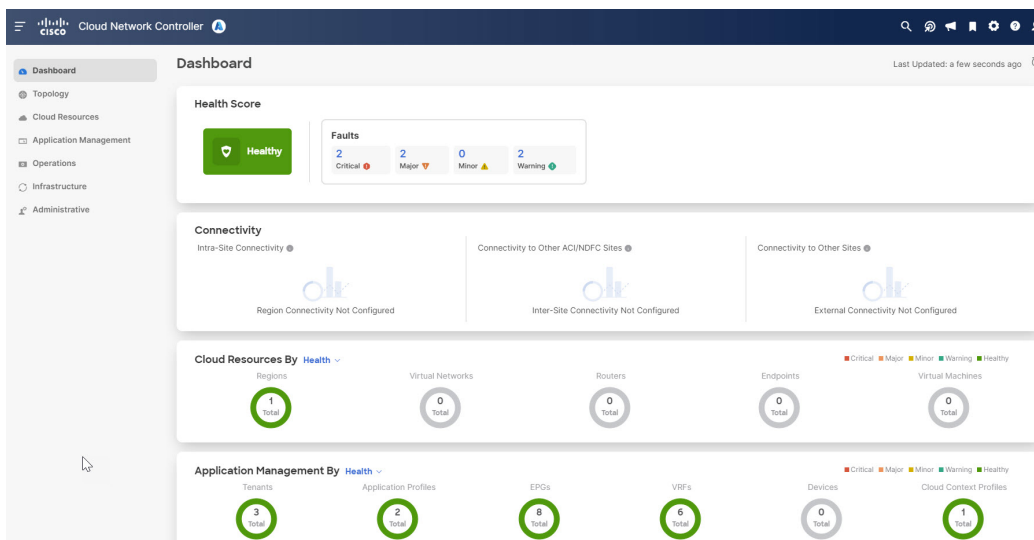 CISCO Cloud Network Controller
Dashboard
Topology
Cloud Resources
Application Management
Operations
Infrastructure
Administrative
Dashboard
Last Updated: a few seconds ago
Health Score
Healthy
Faults
2 2 0 2
Critical Major Minor Warning
Connectivity
Intra-Site Connectivity
Connectivity to Other ACI/NDFC Sites
Connectivity to Other Sites
Region Connectivity Not Configured
Inter-Site Connectivity Not Configured
External Connectivity Not Configured
Cloud Resources By Health
Critical Major Minor Warning Healthy
Regions Virtual Networks Routers Endpoints Virtual Machines
1 0 0 0 0
Total Total Total Total Total
Application Management By Health
Critical Major Minor Warning Healthy
Tenants Application Profiles EPGs VRFs Devices Cloud Context Profiles
3 2 8 6 0 1
Total Total Total Total Total Total